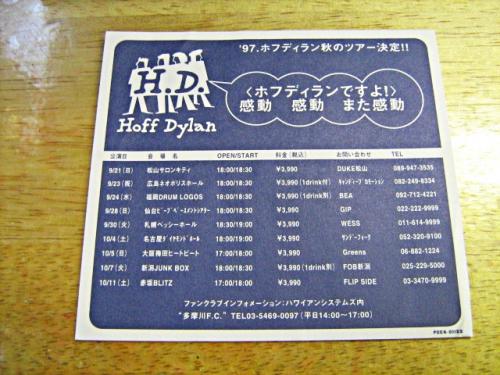 '97.ホフディラン秋のツアー決定!!
H.D.
Hoff Dylan
〈ホフディランですよ!〉
感動 感動 また感動
公演日 会場名 OPEN/START 料金(税込) お問い合わせ TEL
9/21(日) 松山サロンキティ 18:00/18:30 ¥3,990 DUKE松山 089-947-3535
9/23(祝) 広島ネオポリスホール 18:00/18:30 ¥3,990(1drink付) キャンディープロモーション 082-249-8334
9/24(水) 福岡DRUM LOGOS 18:00/18:30 ¥3,990(1drink別) BEA 092-712-4221
9/28(日) 仙台ビーブベースメントシアター 18:00/18:30 ¥3,990 GIP 022-222-9999
9/30(火) 札幌ペッシーホール 18:30/19:00 ¥3,990 WESS 011-614-9999
10/4(土) 名古屋ダイヤモンドホール 18:00/19:00 ¥3,990 サンデーフォーク 052-320-9100
10/5(日) 大阪梅田ヒートビート 17:00/18:00 ¥3,990 Greens 06-882-1224
10/7(火) 新潟JUNK BOX 18:00/18:30 ¥3,990(1drink別) FOB新潟 025-229-5000
10/11(土) 赤坂BLITZ 17:00/18:00 ¥3,990 FLIP SIDE 03-3470-9999
ファンクラブインフォメーション:ハワイアンシステムズ内
"多摩川F.C." TEL03-5469-0097(平日14:00〜17:00)